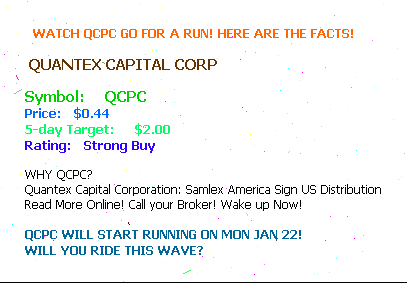 WATCH QCPC GO FOR A RUN! HERE ARE THE FACTS!
QUANTEX CAPITAL CORP
Symbol: QCPC
Price: $0.44
5-day Target: $2.00
Rating: Strong Buy
WHY QCPC?
Quantex Capital Corporation: Samlex America Sign US Distribution
Read More Online! Call your Broker! Wake up Now!
QCPC WILL START RUNNING ON MON JAN 22!
WILL YOU RIDE THIS WAVE?